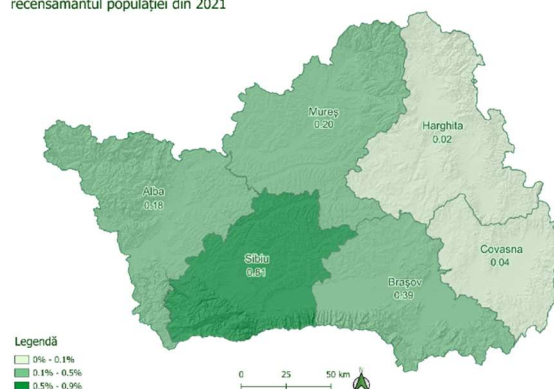 recensământul populației din 2021
Mureș
0.20
Harghita
0.02
Alba
0.18
Sibiu
0.81
Covasna
0.04
Brașov
0.39
Legendă
0% - 0.1%
0.1% - 0.5%
0.5% - 0.9%
0 25 50 km